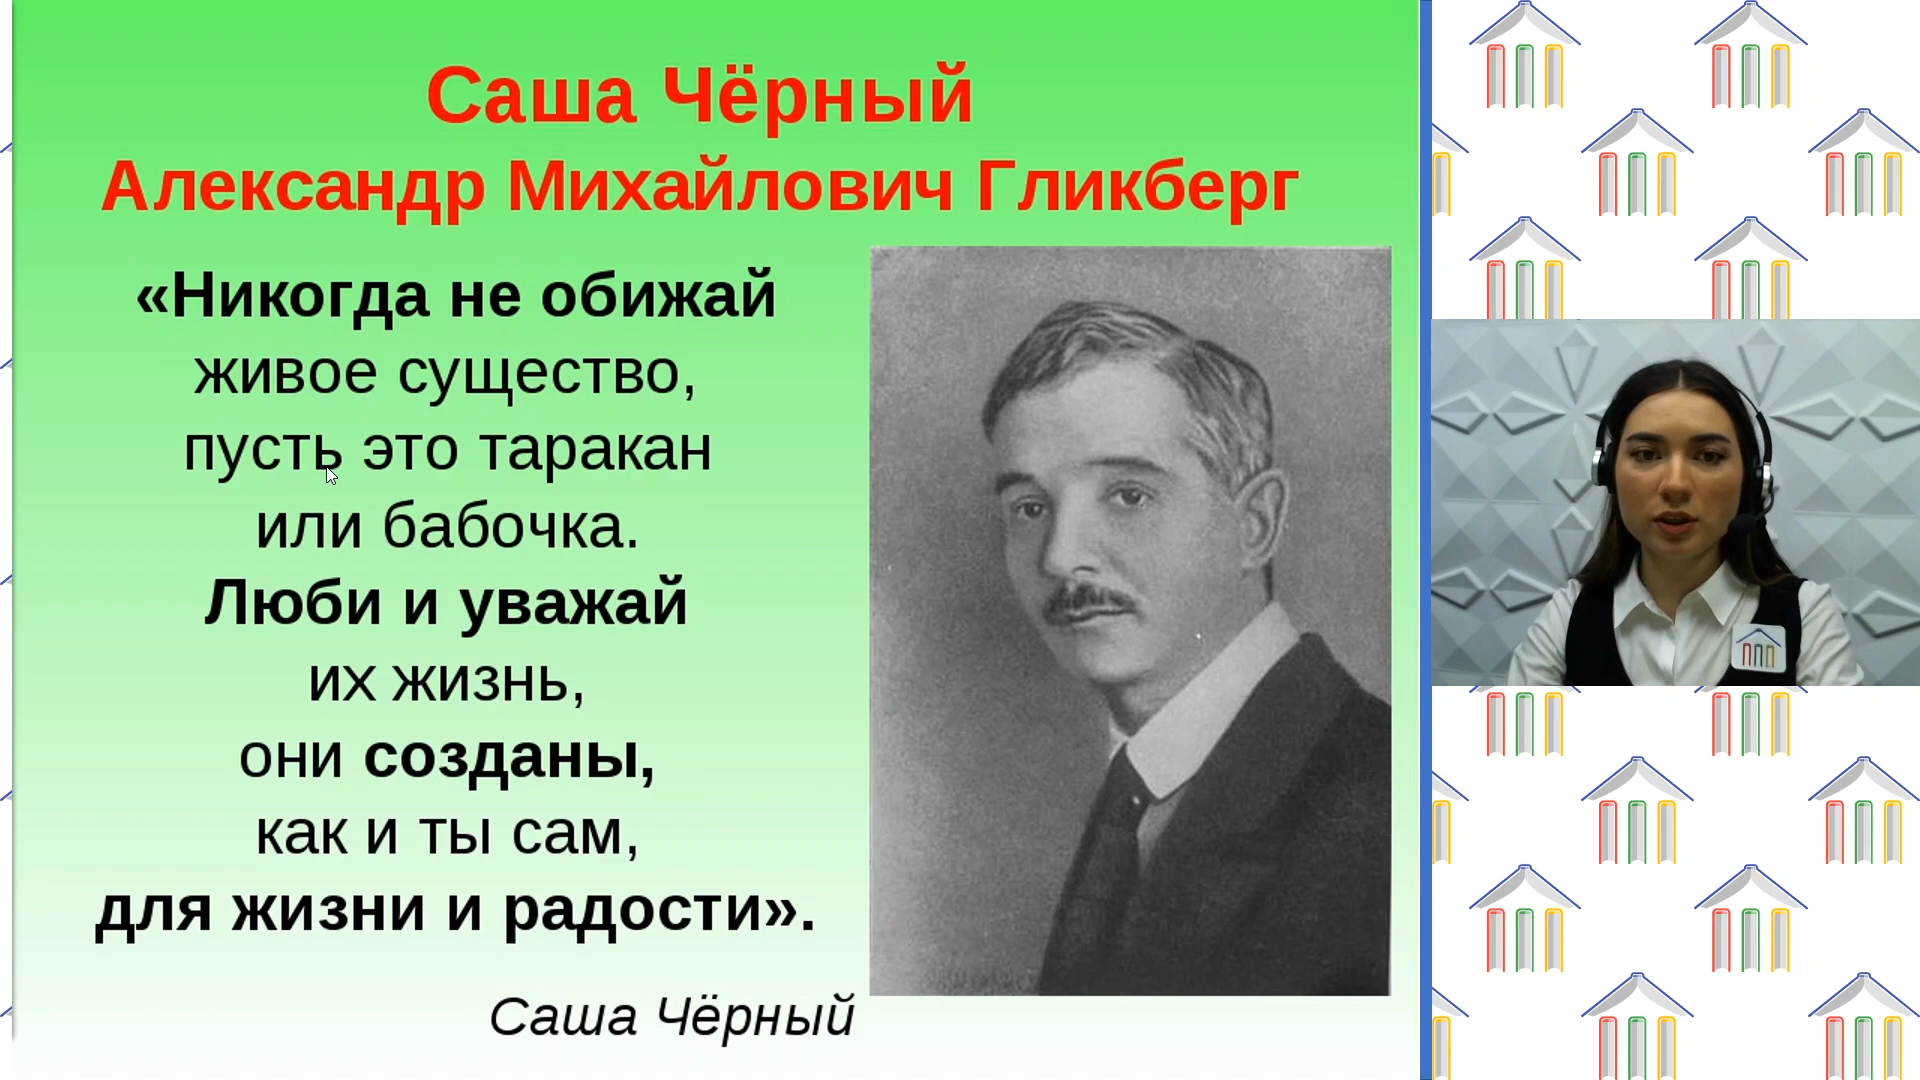 Саша Чёрный
Александр Михайлович Гликберг
«Никогда не обижай
живое существо,
пусть это таракан
или бабочка.
Люби и уважай
их жизнь,
они созданы,
как и ты сам,
для жизни и радости».
Саша Чёрный